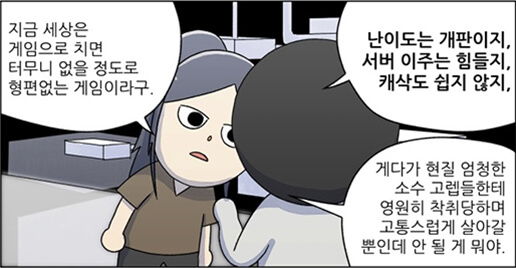 지금 세상은
게임으로 치면
터무니 없을 정도로
형편없는 게임이라구.
난이도는 개판이지,
서버 이주는 힘들지,
캐삭도 쉽지 않지,
게다가 현질 엄청한
소수 고렙들한테
영원히 착취당하며
고통스럽게 살아갈
뿐인데 안 될 게 뭐야.